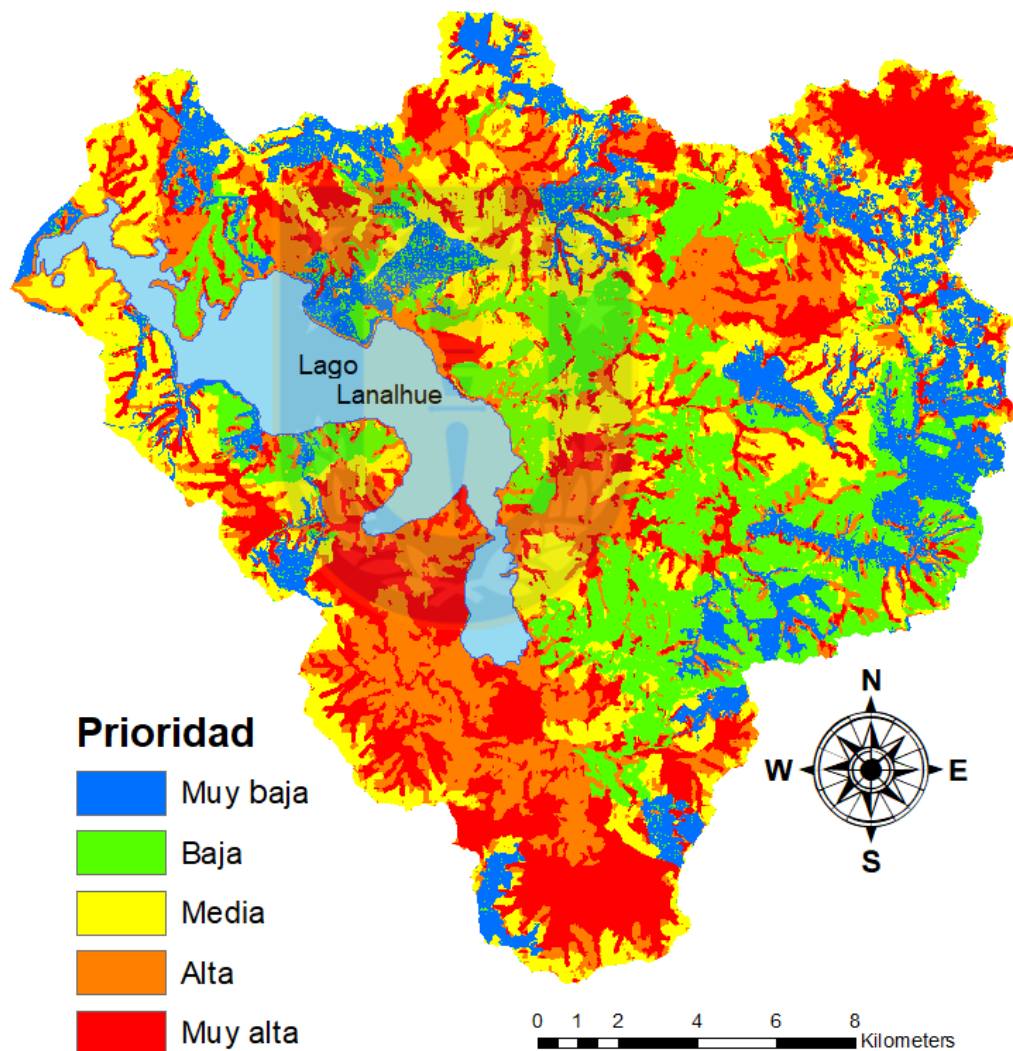 Lago
Lanalhue
Prioridad
Muy baja
Baja
Media
Alta
Muy alta
N
W E
S
0 1 2 4 6 8
Kilometers